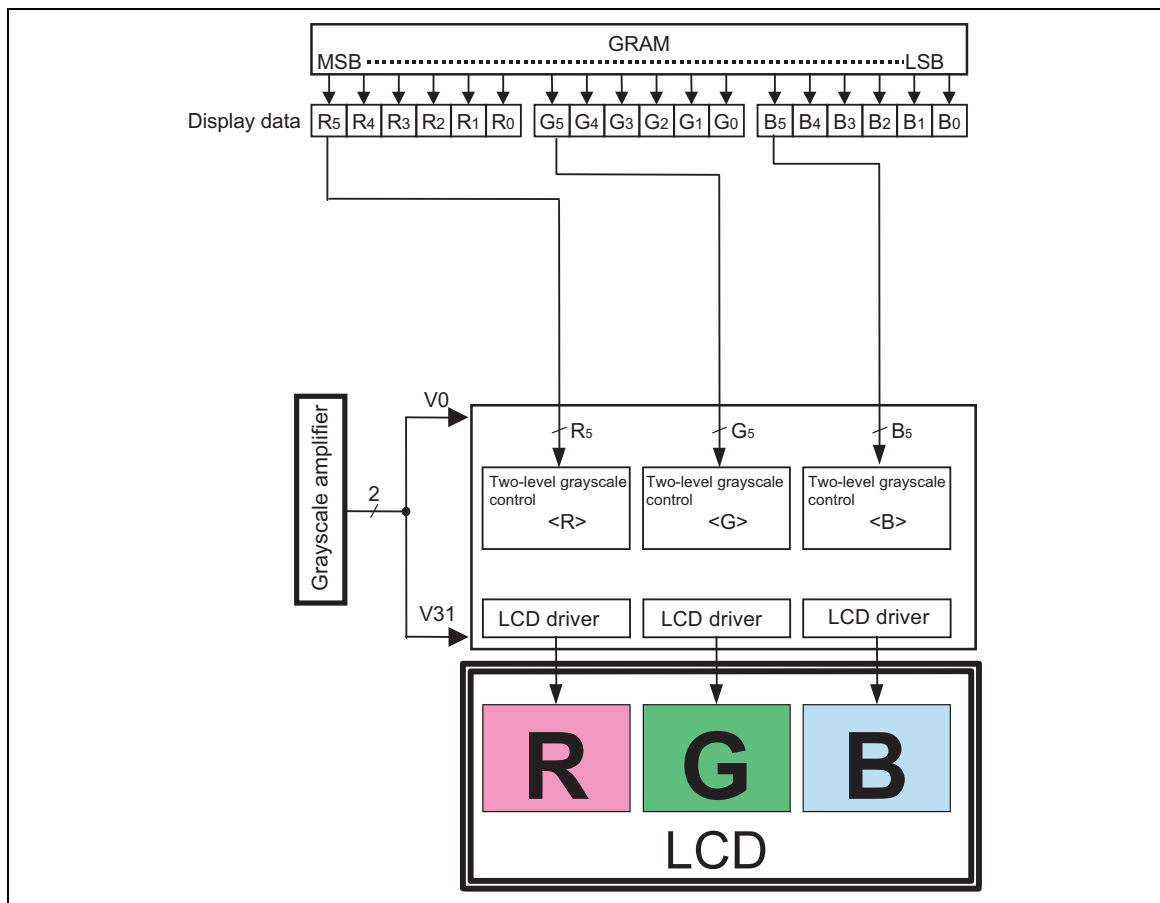 GRAM
MSB LSB
Display data R5 R4 R3 R2 R1 R0 G5 G4 G3 G2 G1 G0 B5 B4 B3 B2 B1 B0
V0
R5 G5 B5
Grayscale amplifier
2
Two-level grayscale control <R>
Two-level grayscale control <G>
Two-level grayscale control <B>
V31
LCD driver LCD driver LCD driver
R G B
LCD